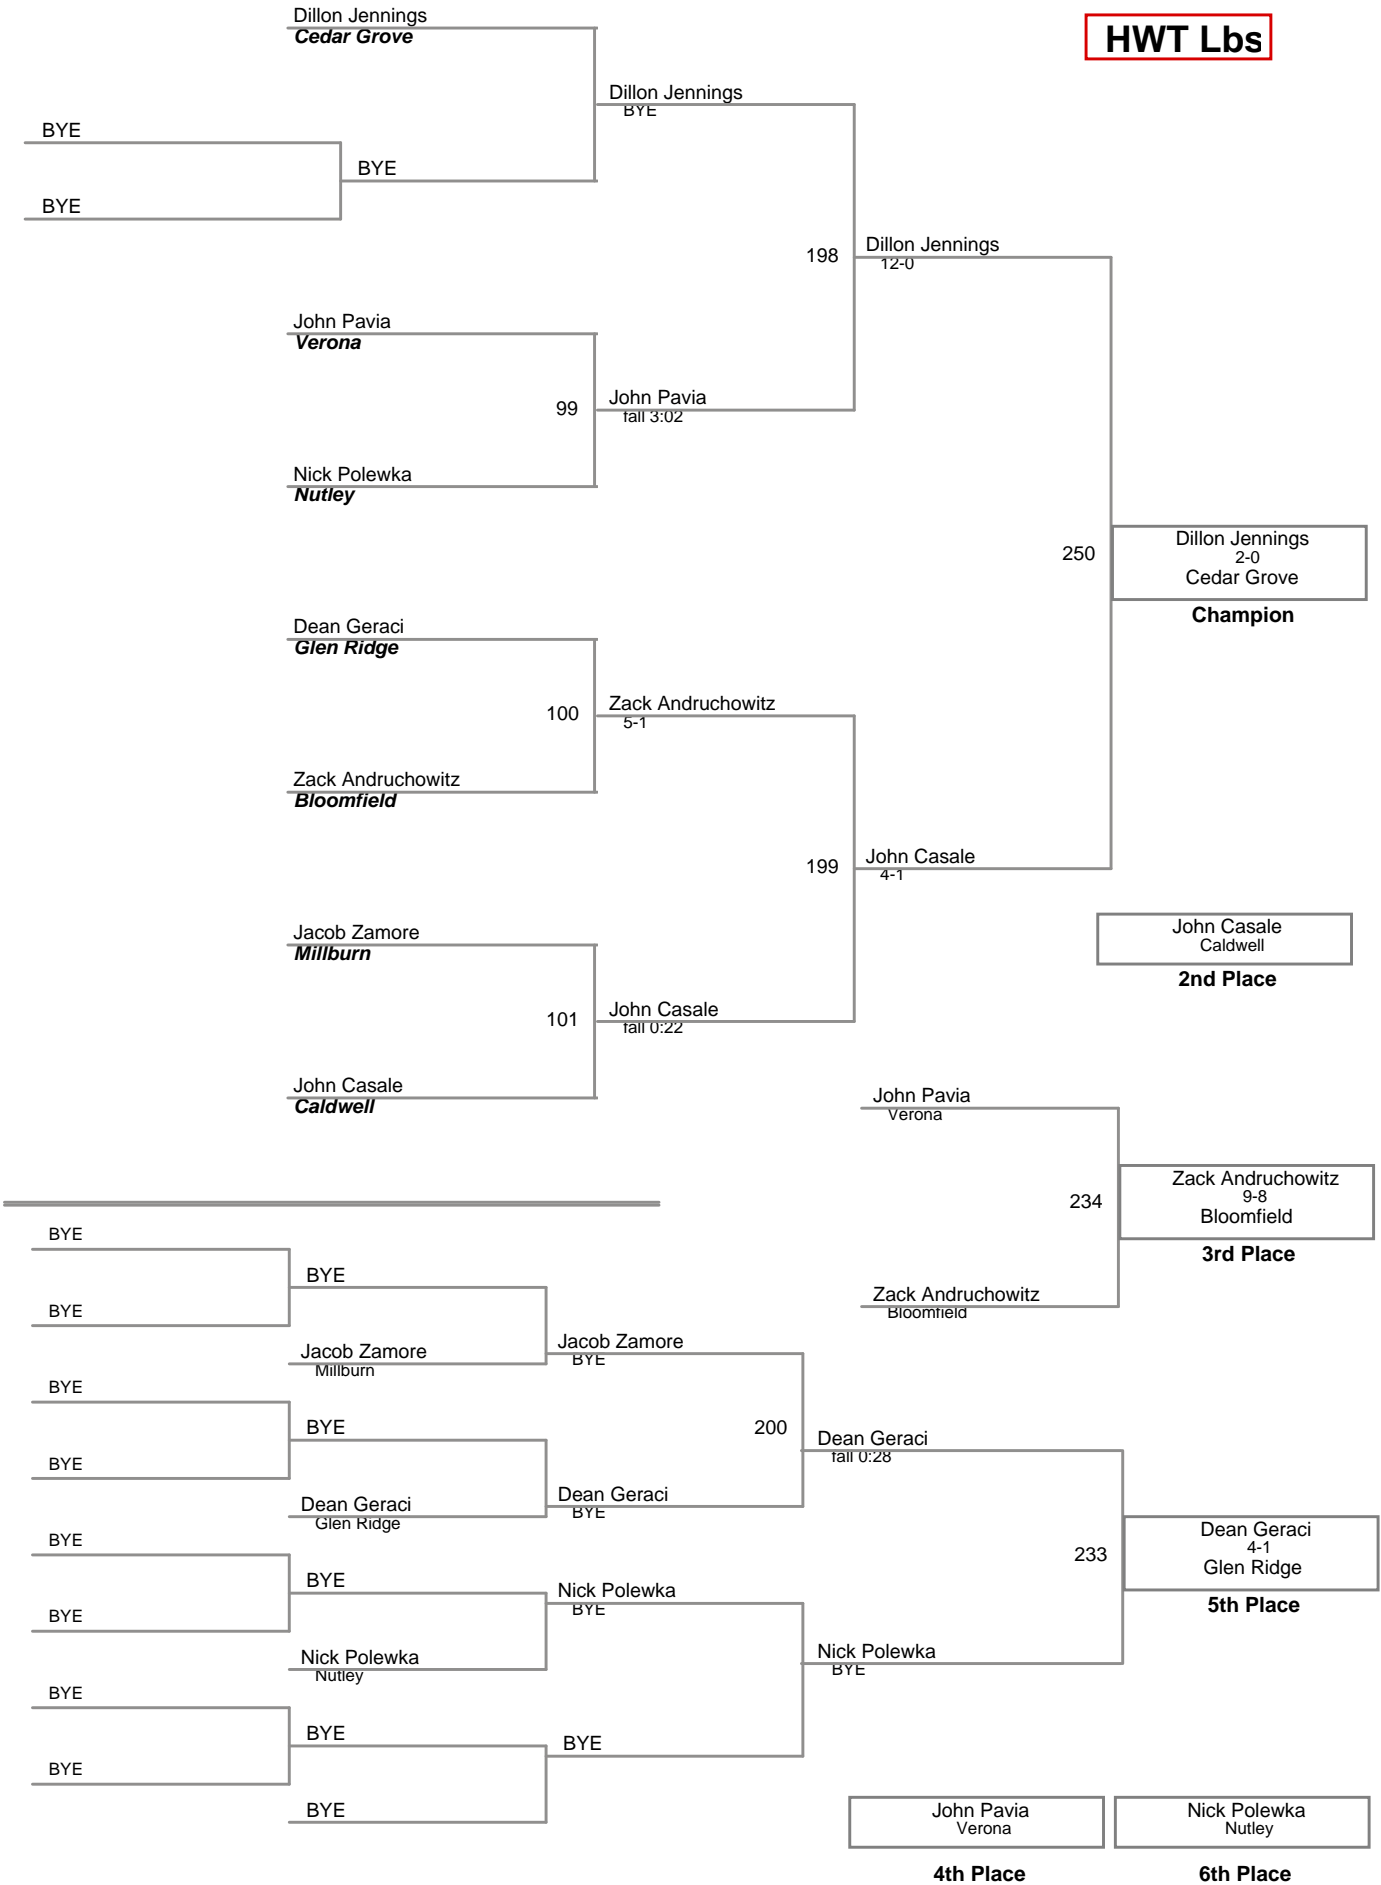 Dillon Jennings
Cedar Grove
HWT Lbs
Dillon Jennings
BYE
BYE
BYE
BYE
198
Dillon Jennings
12-0
John Pavia
Verona
99
John Pavia
fall 3:02
Nick Polewka
Nutley
250
Dillon Jennings
2-0
Cedar Grove
Champion
Dean Geraci
Glen Ridge
100
Zack Andruchowitz
5-1
Zack Andruchowitz
Bloomfield
199
John Casale
4-1
Jacob Zamore
Millburn
John Casale
Caldwell
2nd Place
101
John Casale
fall 0:22
John Casale
Caldwell
John Pavia
Verona
234
Zack Andruchowitz
9-8
Bloomfield
3rd Place
Zack Andruchowitz
Bloomfield
BYE
BYE
BYE
Jacob Zamore
Millburn
Jacob Zamore
BYE
BYE
BYE
BYE
200
Dean Geraci
fall 0:28
Dean Geraci
Glen Ridge
Dean Geraci
BYE
233
Dean Geraci
4-1
Glen Ridge
5th Place
BYE
BYE
BYE
Nick Polewka
BYE
Nick Polewka
Nutley
Nick Polewka
BYE
BYE
BYE
BYE
BYE
BYE
John Pavia
Verona
4th Place
Nick Polewka
Nutley
6th Place